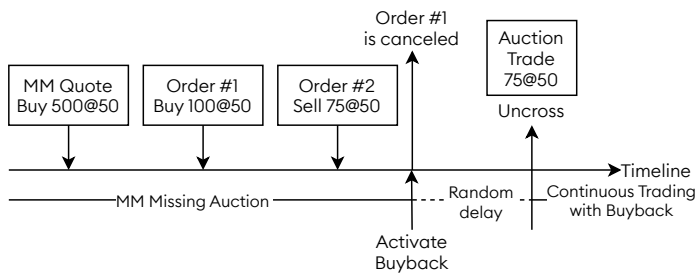 Order #1
is canceled
Auction
Trade
75@50
MM Quote
Buy 500@50
Order #1
Buy 100@50
Order #2
Sell 75@50
Uncross
Timeline
MM Missing Auction
Random
delay
Continuous Trading
with Buyback
Activate
Buyback